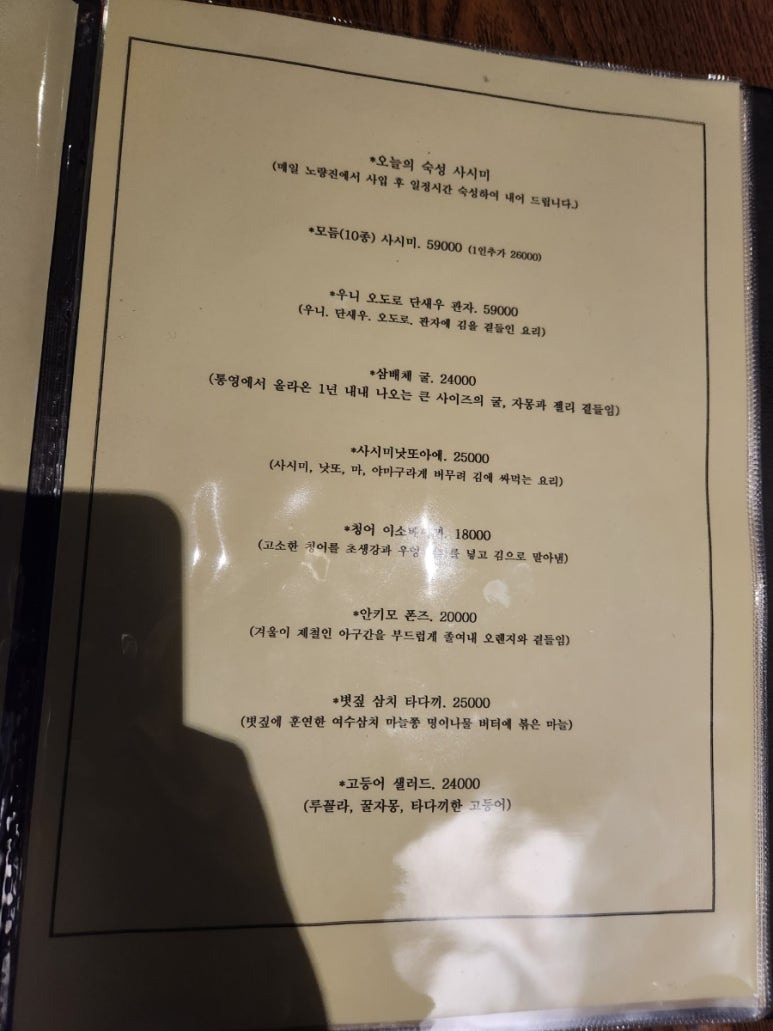 *오늘의 숙성 사시미
(매일 노량진에서 사입 후 일정시간 숙성하여 내어 드립니다.)
*모듬(10종) 사시미. 59000 (1인추가 26000)
*우니 오도로 단새우 관자. 59000
(우니. 단새우. 오도로. 관자에 김을 곁들인 요리)
*삼배체 굴. 24000
(통영에서 올라온 1년 내내 나오는 큰 사이즈의 굴, 자몽과 젤리 곁들임)
*사시미낫또아에. 25000
(사시미, 낫또, 마, 야마구라게 버무려 김에 싸먹는 요리)
*청어 18000
(고소한 청어를 초생강과 넣고 김으로 말아냄)
*안키모 폰즈. 20000
(겨울이 제철인 아구간을 부드럽게 졸여내 오렌지와 곁들임)
*볏짚 삼치 타다끼. 25000
(볏짚에 훈연한 여수삼치 마늘쫑 명이나물 버터에 볶은 마늘)
*고등어 샐러드. 24000
(루꼴라, 꿀자몽, 타다끼한 고등어)